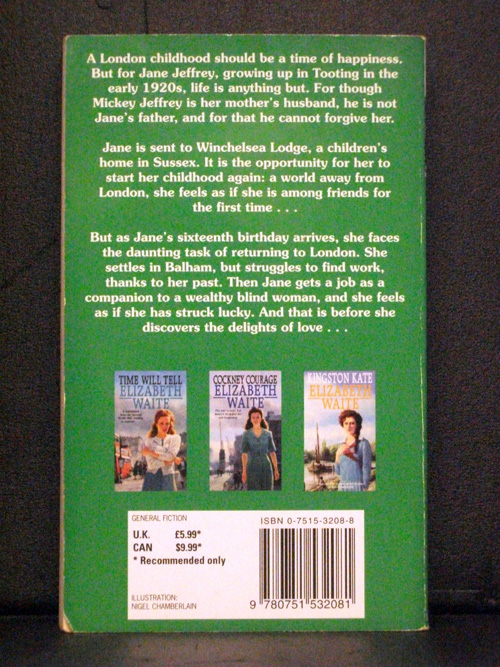 A London childhood should be a time of happiness.
But for Jane Jeffrey, growing up in Tooting in the
early 1920s, life is anything but. For though
Mickey Jeffrey is her mother's husband, he is not
Jane's father, and for that he cannot forgive her.
Jane is sent to Winchelsea Lodge, a children's
home in Sussex. It is the opportunity for her to
start her childhood again: a world away from
London, she feels as if she is among friends for
the first time . . .
But as Jane's sixteenth birthday arrives, she faces
the daunting task of returning to London. She
settles in Balham, but struggles to find work,
thanks to her past. Then Jane gets a job as a
companion to a wealthy blind woman, and she feels
as if she has struck lucky. And that is before she
discovers the delights of love . . .
TIME WILL TELL
ELIZABETH
WAITE
COCKNEY COURAGE
ELIZABETH
WAITE
KINGSTON KATE
ELIZABETH
WAITE
GENERAL FICTION
U.K. £5.99*
CAN $9.99*
* Recommended only
ILLUSTRATION:
NIGEL CHAMBERLAIN
ISBN 0-7515-3208-8
9 780751 532081